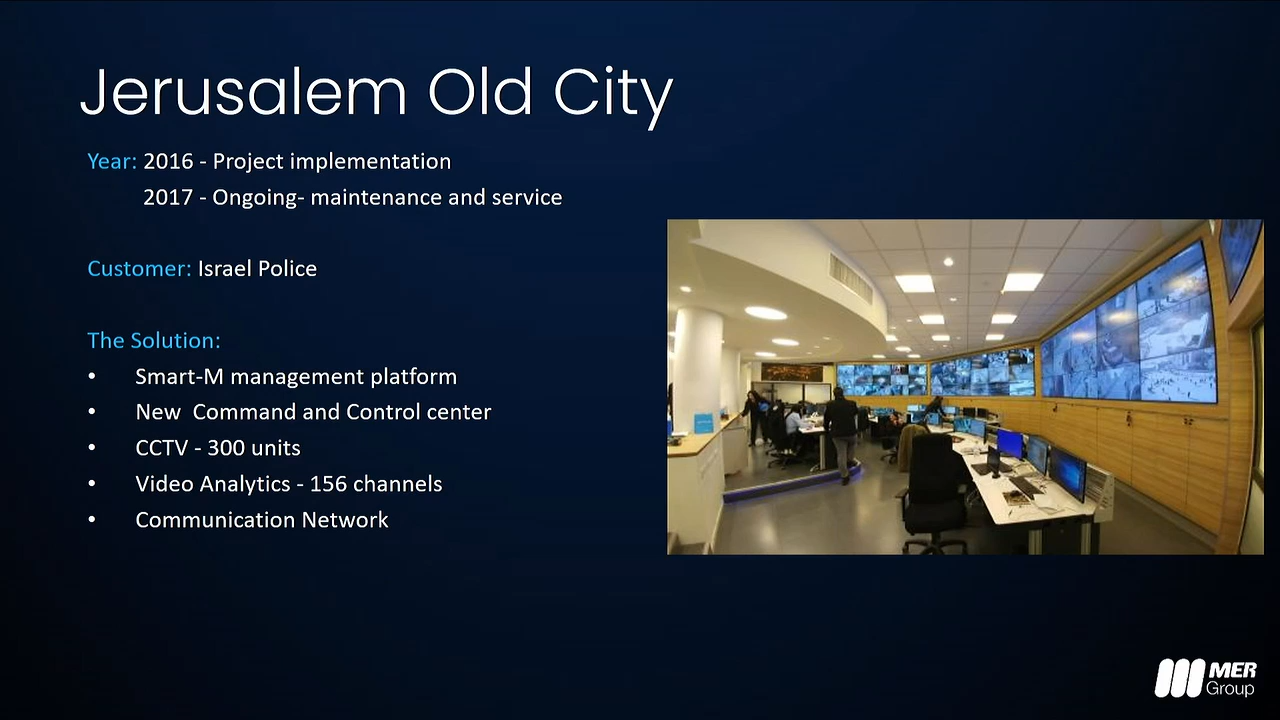 Jerusalem Old City
Year: 2016 - Project implementation
2017 - Ongoing- maintenance and service
Customer: Israel Police
The Solution:
• Smart-M management platform
• New  Command and Control center
• CCTV - 300 units
• Video Analytics - 156 channels
• Communication Network
MER
Group